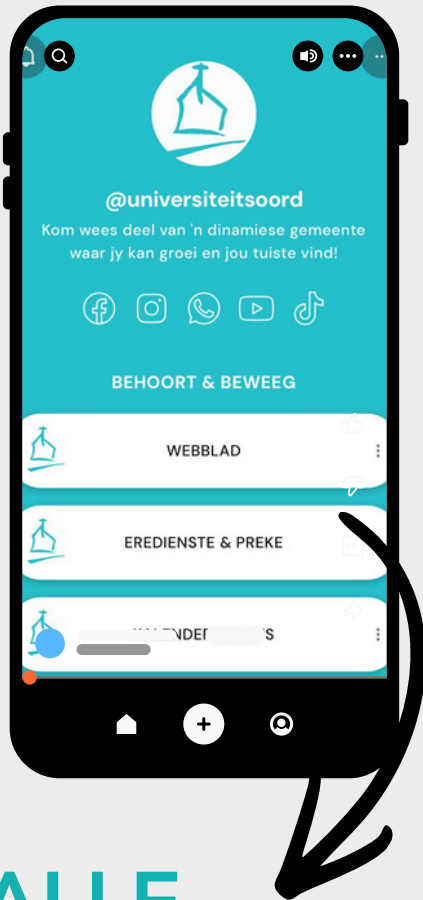 @universiteitsoord
Kom wees deel van 'n dinamiese gemeente
waar jy kan groei en jou tuiste vind!
BEHOORT & BEWEEG
WEBBLAD
EREDIENSTE & PREKE
ALLE